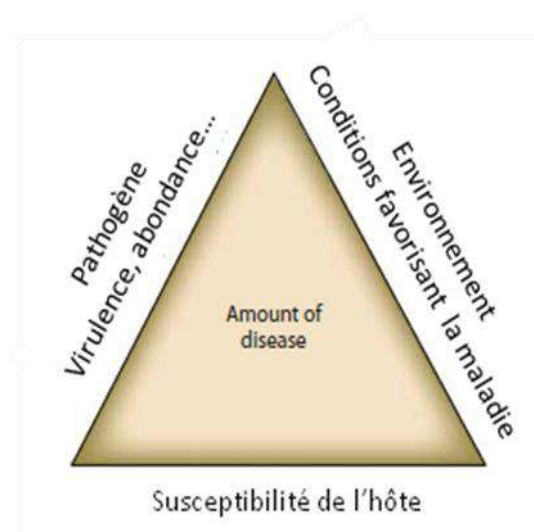 Pathogène
Virulence, abondance...
Environnement
Conditions favorisant la maladie
Amount of
disease
Susceptibilité de l'hôte